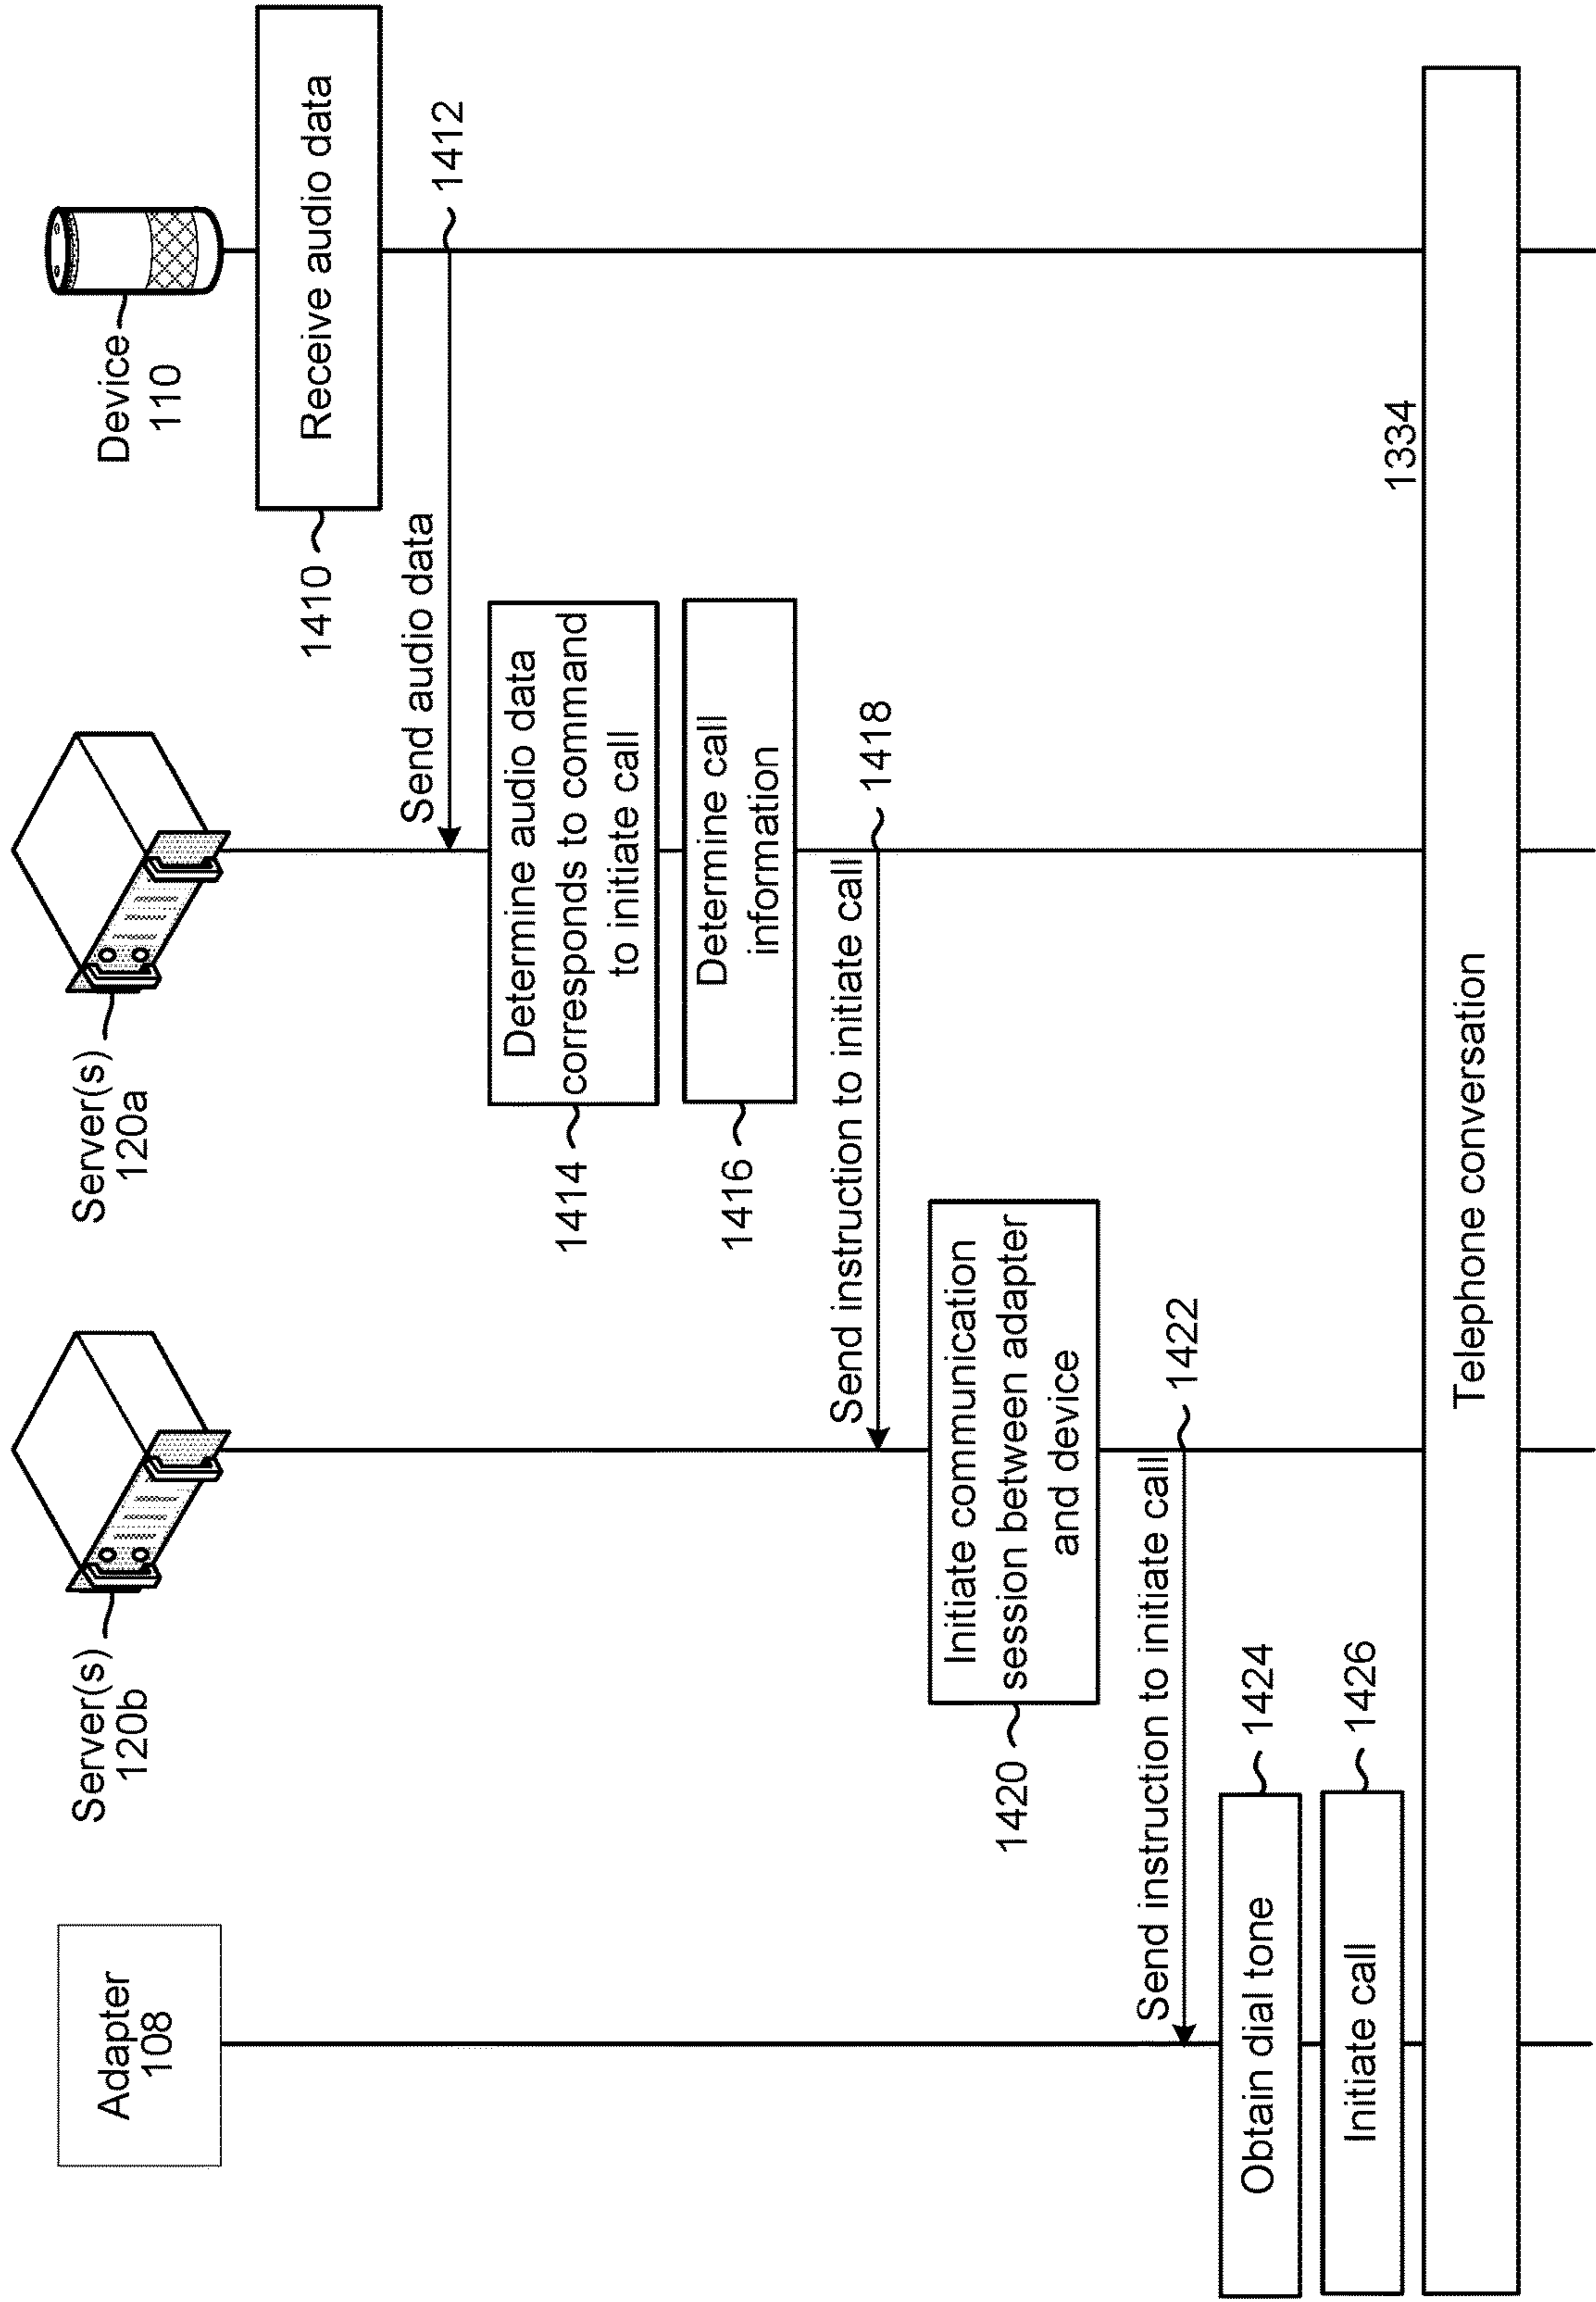 Adapter
108
Server(s)
120b
Server(s)
120a
Device
110
Receive audio data
1410
Send audio data
1412
Determine audio data
corresponds to command
to initiate call
1414
Determine call
information
1416
Send instruction to initiate call
1418
Initiate communication
session between adapter
and device
1420
Send instruction to initiate call
1422
Obtain dial tone
1424
Initiate call
1426
1334
Telephone conversation